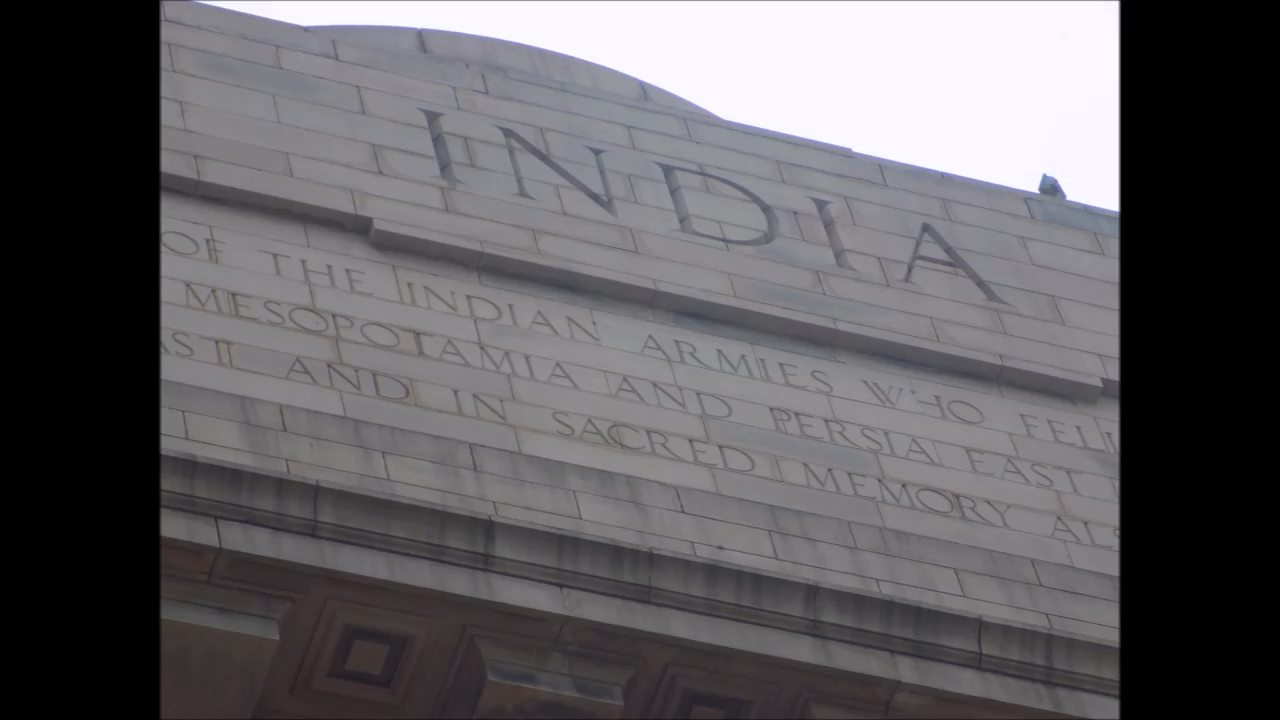 INDIA
OF THE INDIAN ARMIES WHO FELL
MESOPOTAMIA AND PERSIA EAST
AND IN SACRED MEMORY